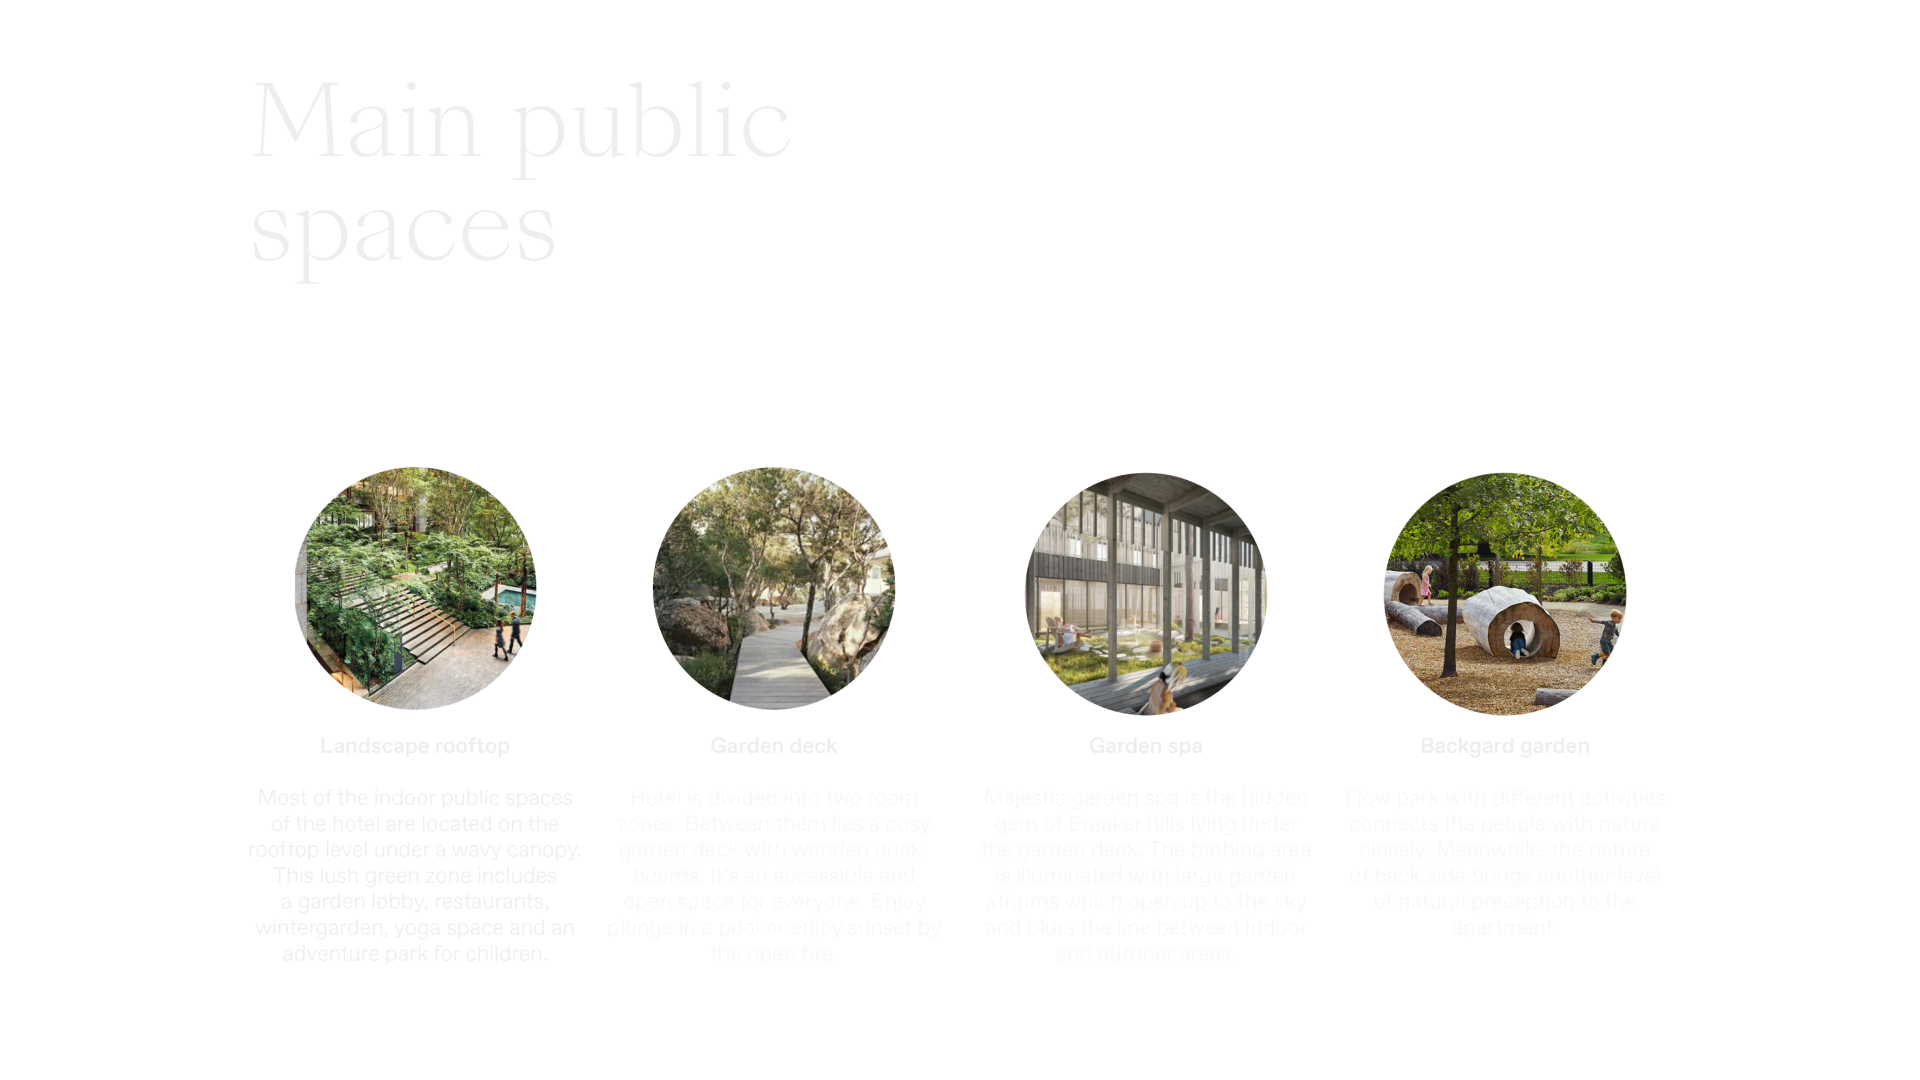 Main public
spaces
Landscape rooftop
Most of the indoor public spaces
of the hotel are located on the
rooftop level under a wavy canopy.
This lush green zone includes
a garden lobby, restaurants,
wintergarden, yoga space and an
adventure park for children.
Garden deck
Hotel is divided into two room
zones. Between them lies a cosy
garden deck with wooden duck-
boards. It's an accessible and
open space for everyone. Enjoy
plunge in a pool or enjoy sunset by
the open fire.
Garden spa
Majestic garden spa is the hidden
gem of Breaker hills lying under
the garden deck. The bathing area
is illuminated with large garden
atriums which open up to the sky
and blurs the line between indoor
and outdoor areas.
Backgard garden
Flow park with different activities
connects the people with nature
closely. Meanwhile, the nature
of back side brings another level
of natural preception to the
apartment.